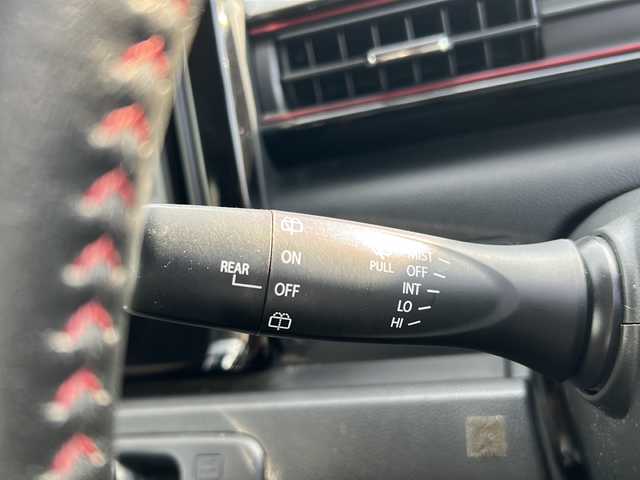 REAR
ON
OFF
PULL
MIST
OFF
INT
LO
HI